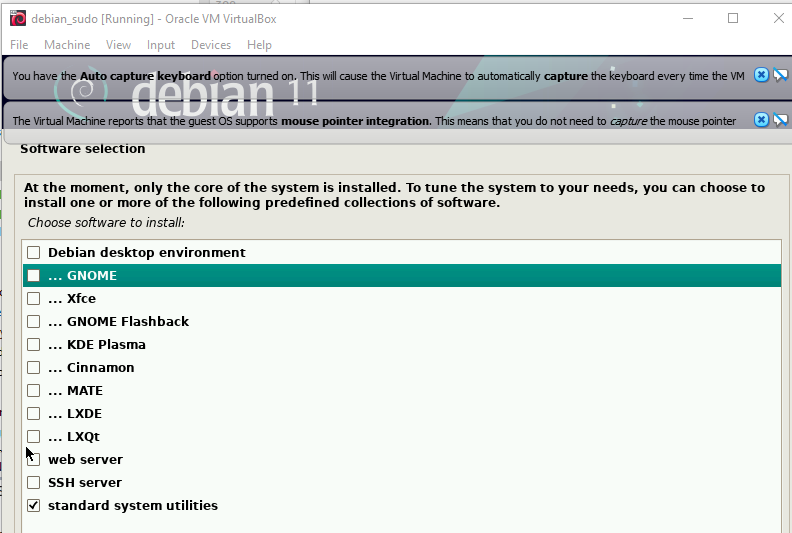 debian_sudo [Running] - Oracle VM VirtualBox
File Machine View Input Devices Help
You have the Auto capture keyboard option turned on. This will cause the Virtual Machine to automatically capture the keyboard every time the VM
debian 11
The Virtual Machine reports that the guest OS supports mouse pointer integration. This means that you do not need to capture the mouse pointer
Software selection
At the moment, only the core of the system is installed. To tune the system to your needs, you can choose to
install one or more of the following predefined collections of software.
Choose software to install:
Debian desktop environment
... GNOME
... Xfce
... GNOME Flashback
... KDE Plasma
... Cinnamon
... MATE
... LXDE
... LXQt
web server
SSH server
standard system utilities